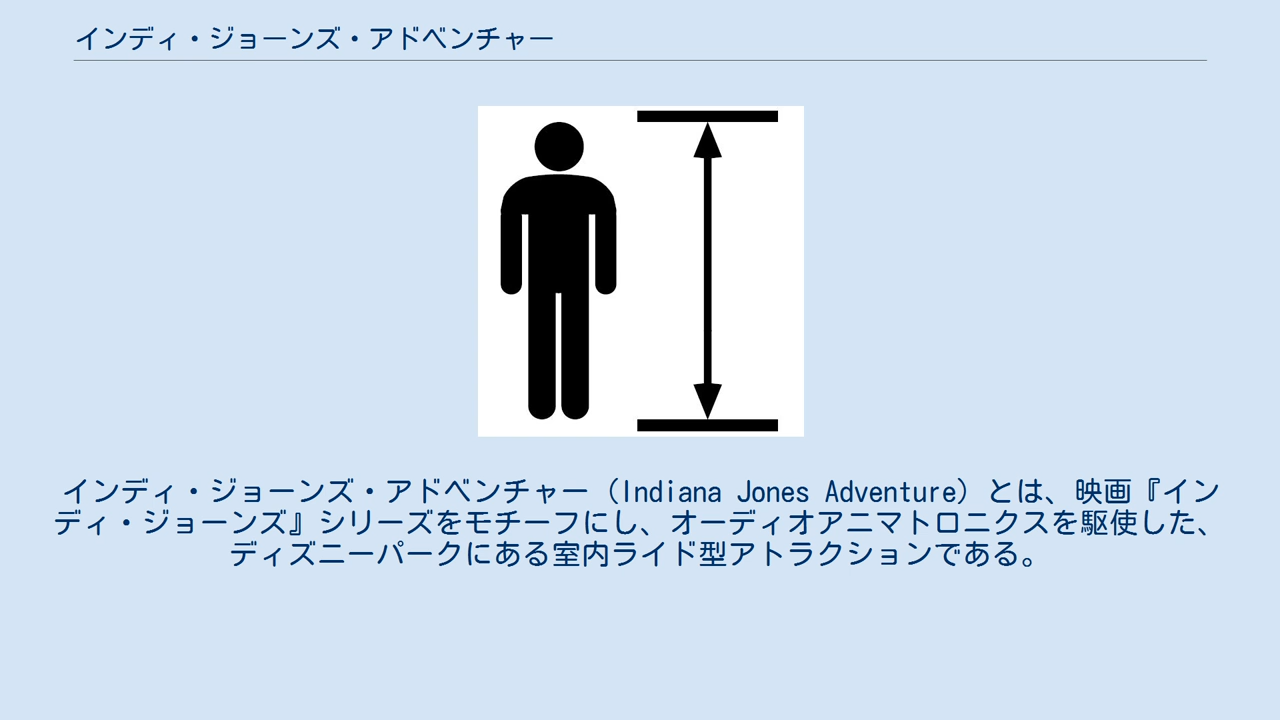 インディ・ジョーンズ・アドベンチャー
インディ・ジョーンズ・アドベンチャー（Indiana Jones Adventure）とは、映画『イン
ディ・ジョーンズ』シリーズをモチーフにし、オーディオアニマトロニクスを駆使した、
ディズニーパークにある室内ライド型アトラクションである。